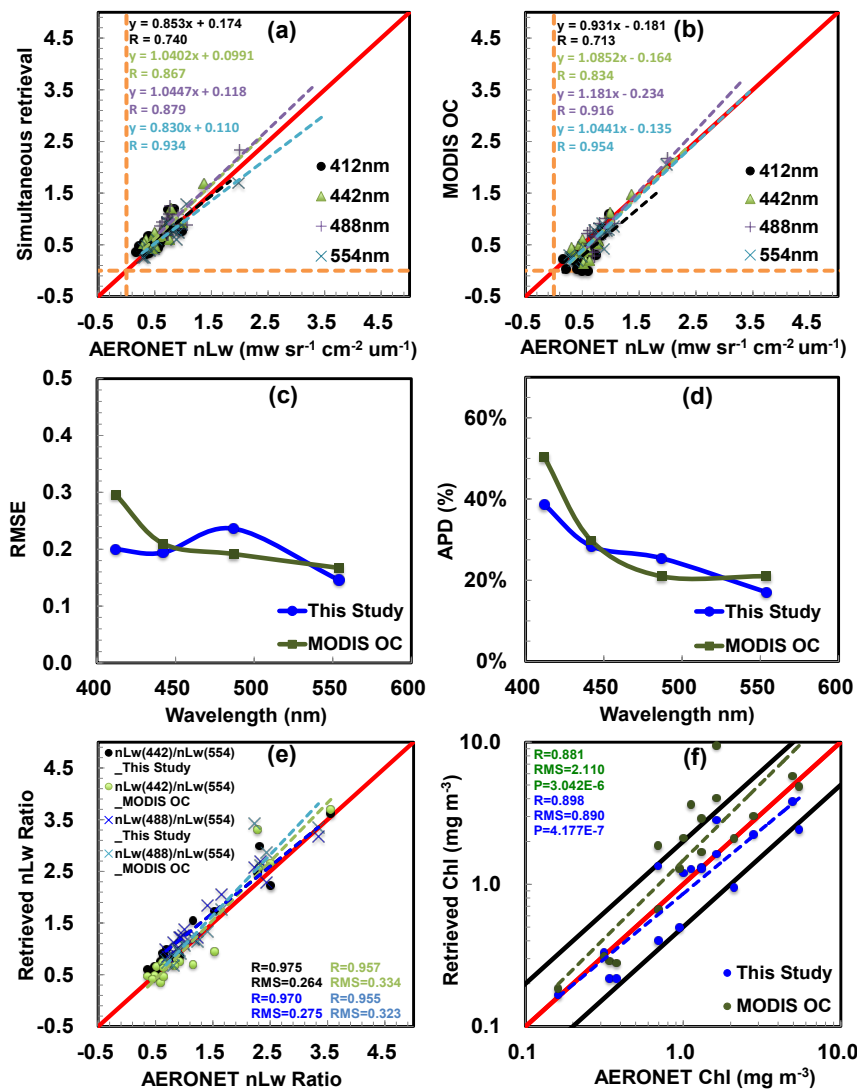 y = 0.853x + 0.174
R = 0.740
y = 1.0402x + 0.0991
R = 0.867
y = 1.0447x + 0.118
R = 0.879
y = 0.830x + 0.110
R = 0.934
(a)
412nm
442nm
488nm
554nm
Simultaneous retrieval
4.5
3.5
2.5
1.5
0.5
-0.5
-0.5 0.5 1.5 2.5 3.5 4.5
AERONET nLw (mw sr⁻¹ cm⁻² um⁻¹)
y = 0.931x - 0.181
R = 0.713
y = 1.0852x - 0.164
R = 0.834
y = 1.181x - 0.234
R = 0.916
y = 1.0441x - 0.135
R = 0.954
(b)
412nm
442nm
488nm
554nm
MODIS OC
4.5
3.5
2.5
1.5
0.5
-0.5
-0.5 0.5 1.5 2.5 3.5 4.5
AERONET nLw (mw sr⁻¹ cm⁻² um⁻¹)
(c)
RMSE
0.5
0.4
0.3
0.2
0.1
0.0
This Study
MODIS OC
400 450 500 550 600
Wavelength (nm)
(d)
APD (%)
60%
40%
20%
0%
This Study
MODIS OC
400 450 500 550 600
Wavelength nm)
(e)
nLw(442)/nLw(554)
_This Study
nLw(442)/nLw(554)
_MODIS OC
nLw(488)/nLw(554)
_This Study
nLw(488)/nLw(554)
_MODIS OC
Retrieved nLw Ratio
4.5
3.5
2.5
1.5
0.5
-0.5
R=0.975 R=0.957
RMS=0.264 RMS=0.334
R=0.970 R=0.955
RMS=0.275 RMS=0.323
-0.5 0.5 1.5 2.5 3.5 4.5
AERONET nLw Ratio
(f)
R=0.881
RMS=2.110
P=3.042E-6
R=0.898
RMS=0.890
P=4.177E-7
Retrieved Chl (mg m⁻³)
10.0
1.0
0.1
This Study
MODIS OC
0.1 1.0 10.0
AERONET Chl (mg m⁻³)